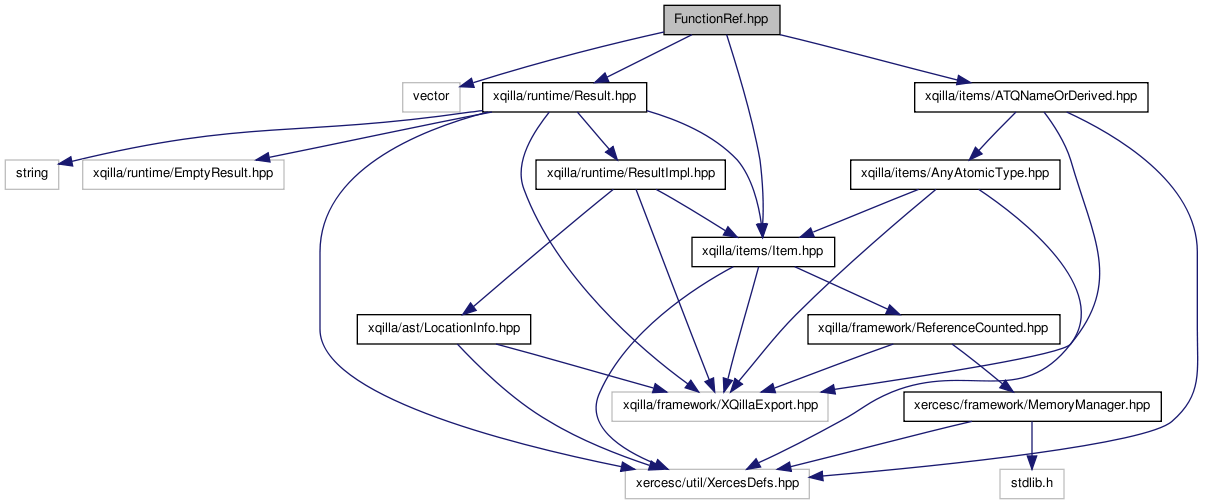 FunctionRef.hpp
vector
xqilla/runtime/Result.hpp
xqilla/items/ATQNameOrDerived.hpp
string
xqilla/runtime/EmptyResult.hpp
xqilla/runtime/ResultImpl.hpp
xqilla/items/AnyAtomicType.hpp
xqilla/items/Item.hpp
xqilla/ast/LocationInfo.hpp
xqilla/framework/ReferenceCounted.hpp
xqilla/framework/XQillaExport.hpp
xercesc/framework/MemoryManager.hpp
xercesc/util/XercesDefs.hpp
stdlib.h